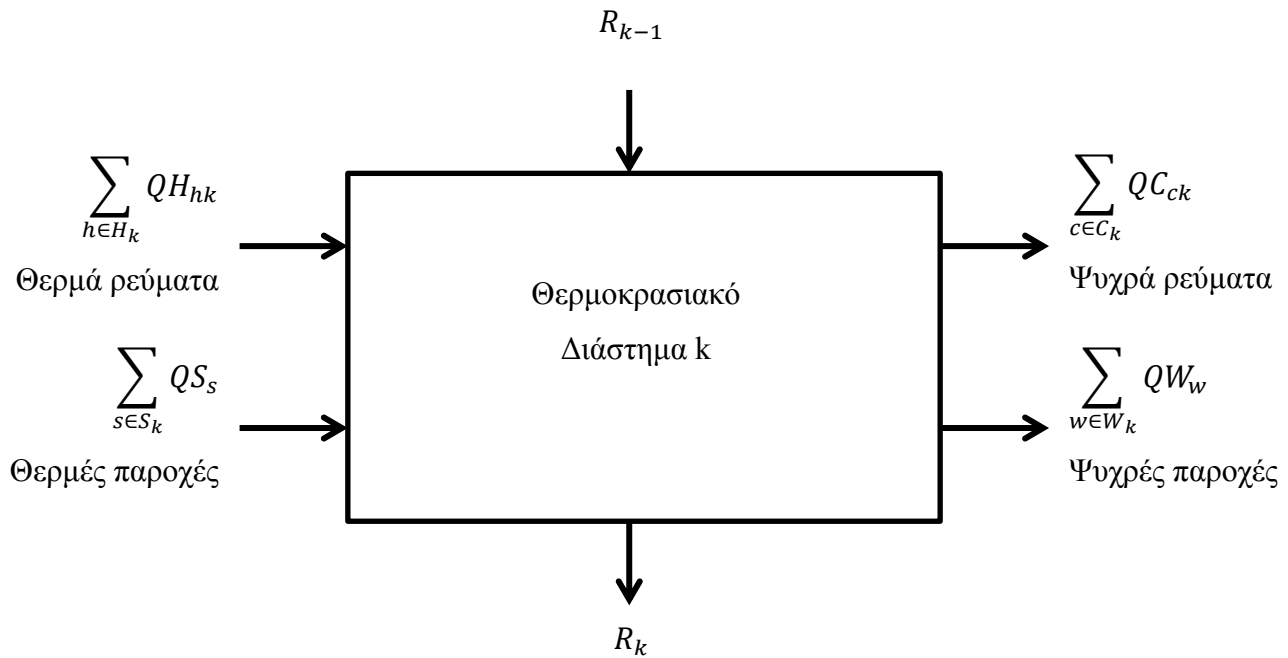 R_{k−1}
∑_{h∈H_k} QH_{hk}
Θερμά ρεύματα
∑_{s∈S_k} QS_s
Θερμές παροχές
Θερμοκρασιακό
Διάστημα k
∑_{c∈C_k} QC_{ck}
Ψυχρά ρεύματα
∑_{w∈W_k} QW_w
Ψυχρές παροχές
R_k